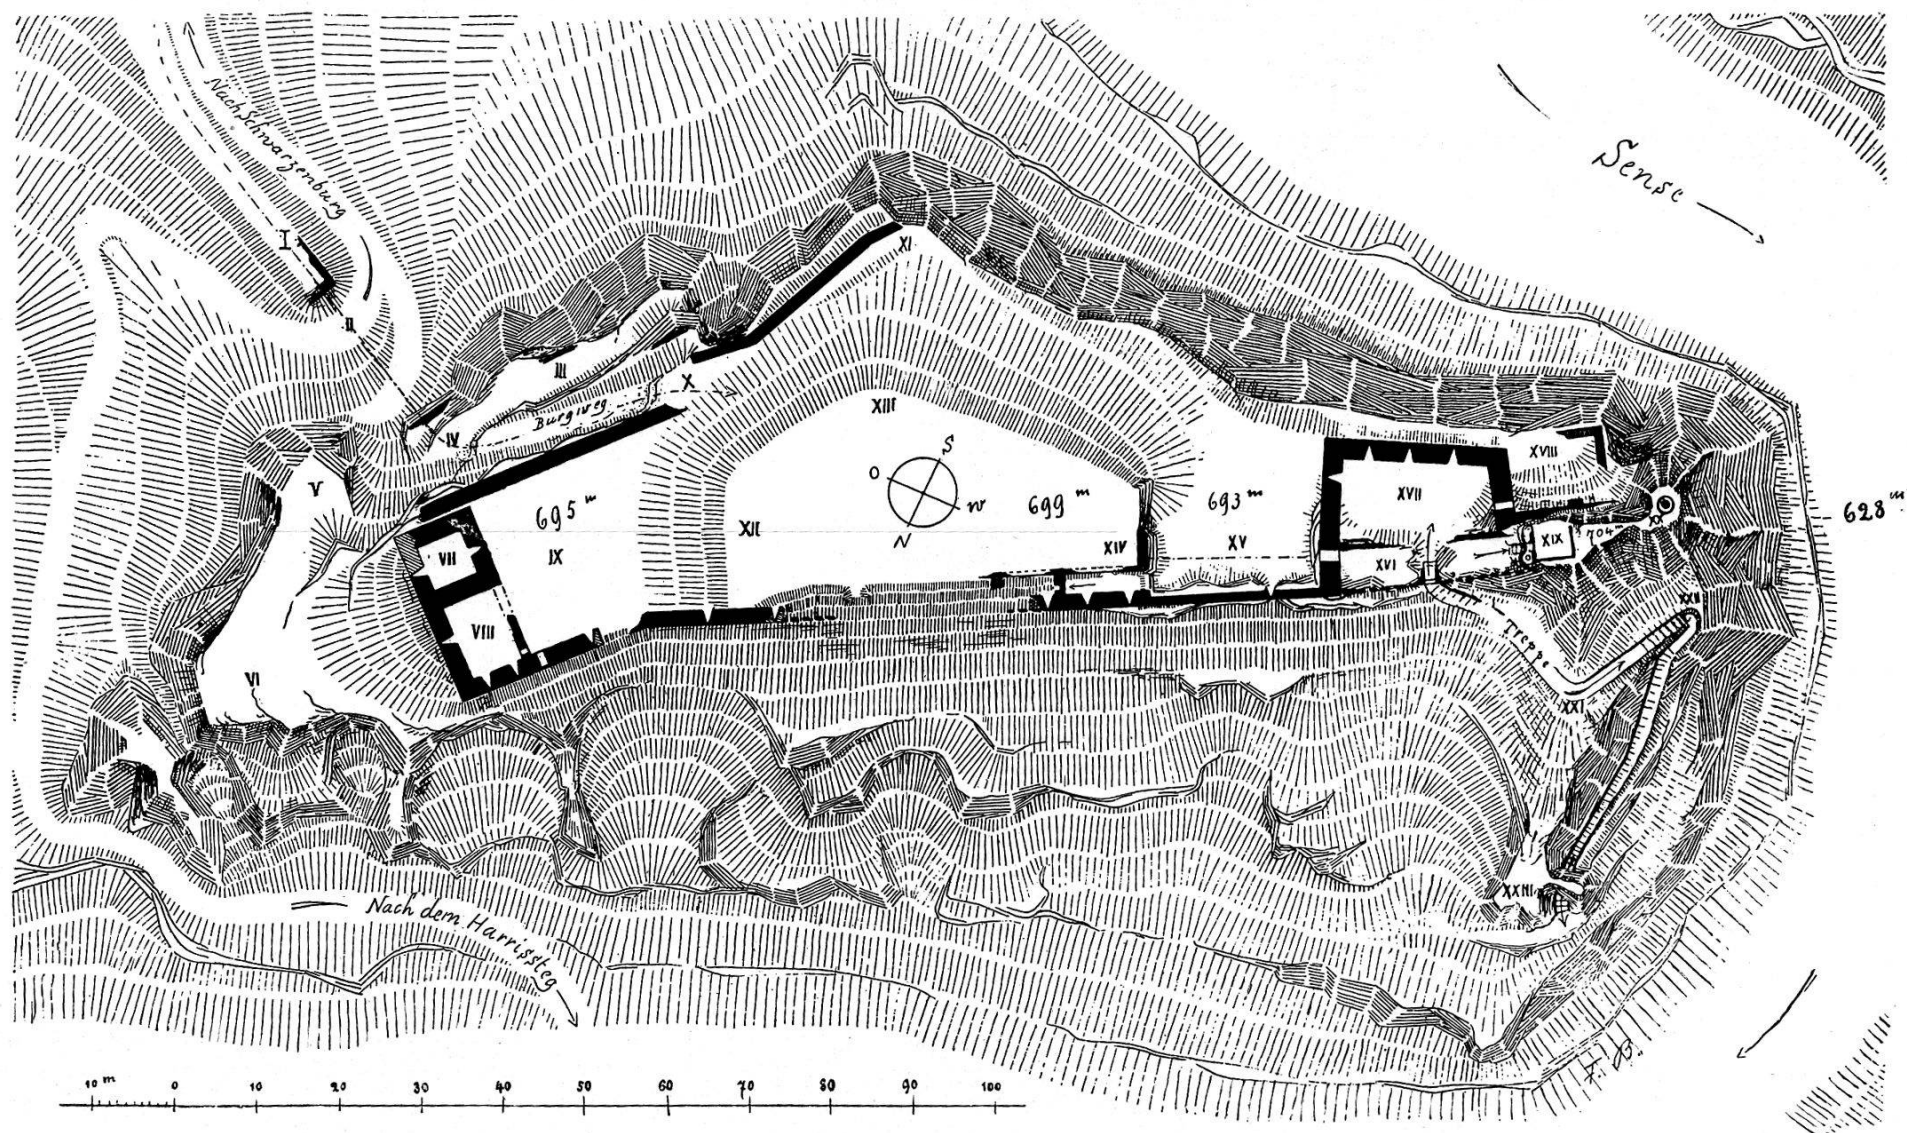 Nach Schwarzenburg
Sense
I
II
XI
III
X
Burgweg
IV
XIII
S
O
W
N
V
695 m
699 m
693 m
XVIII
XVII
628 m
XII
XIV
XV
XX
704 m
XIX
VII
IX
XVI
VIII
XXII
Treppe
VI
XXI
XXIII
Nach dem Harrissteg
F. B.
10 m 0 10 20 30 40 50 60 70 80 90 100